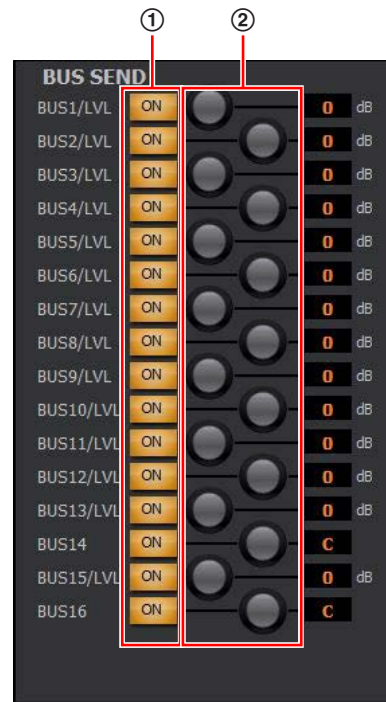 ① ②
BUS SEND
BUS1/LVL ON 0 dB
BUS2/LVL ON 0 dB
BUS3/LVL ON 0 dB
BUS4/LVL ON 0 dB
BUS5/LVL ON 0 dB
BUS6/LVL ON 0 dB
BUS7/LVL ON 0 dB
BUS8/LVL ON 0 dB
BUS9/LVL ON 0 dB
BUS10/LVL ON 0 dB
BUS11/LVL ON 0 dB
BUS12/LVL ON 0 dB
BUS13/LVL ON 0 dB
BUS14 ON C
BUS15/LVL ON 0 dB
BUS16 ON C